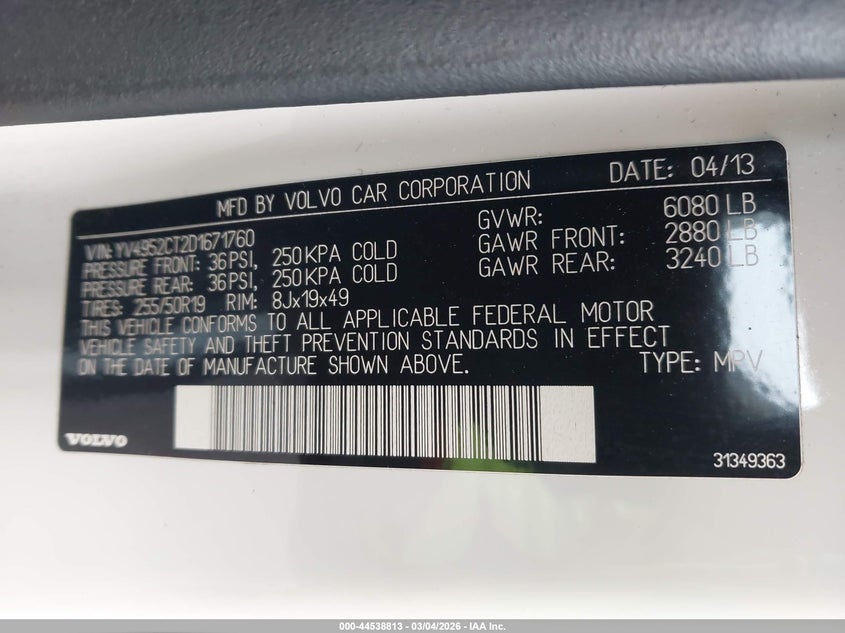 MFD BY VOLVO CAR CORPORATION DATE: 04/13
VIN: YV4952CT2D1671760 GVWR: 6080 LB
PRESSURE FRONT: 36PSI, 250KPA COLD GAWR FRONT: 2880 LB
PRESSURE REAR: 36PSI, 250KPA COLD GAWR REAR: 3240 LB
TIRES: 255/50R19 RIM: 8Jx19x49
THIS VEHICLE CONFORMS TO ALL APPLICABLE FEDERAL MOTOR
VEHICLE SAFETY AND THEFT PREVENTION STANDARDS IN EFFECT
ON THE DATE OF MANUFACTURE SHOWN ABOVE. TYPE: MPV
VOLVO 31349363
000-44538813 - 03/04/2026 - IAA Inc.